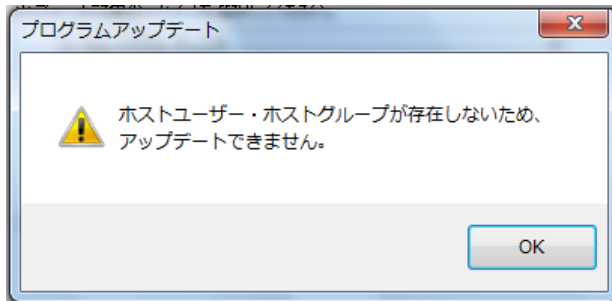 プログラムアップデート
ホストユーザー・ホストグループが存在しないため、
アップデートできません。
OK